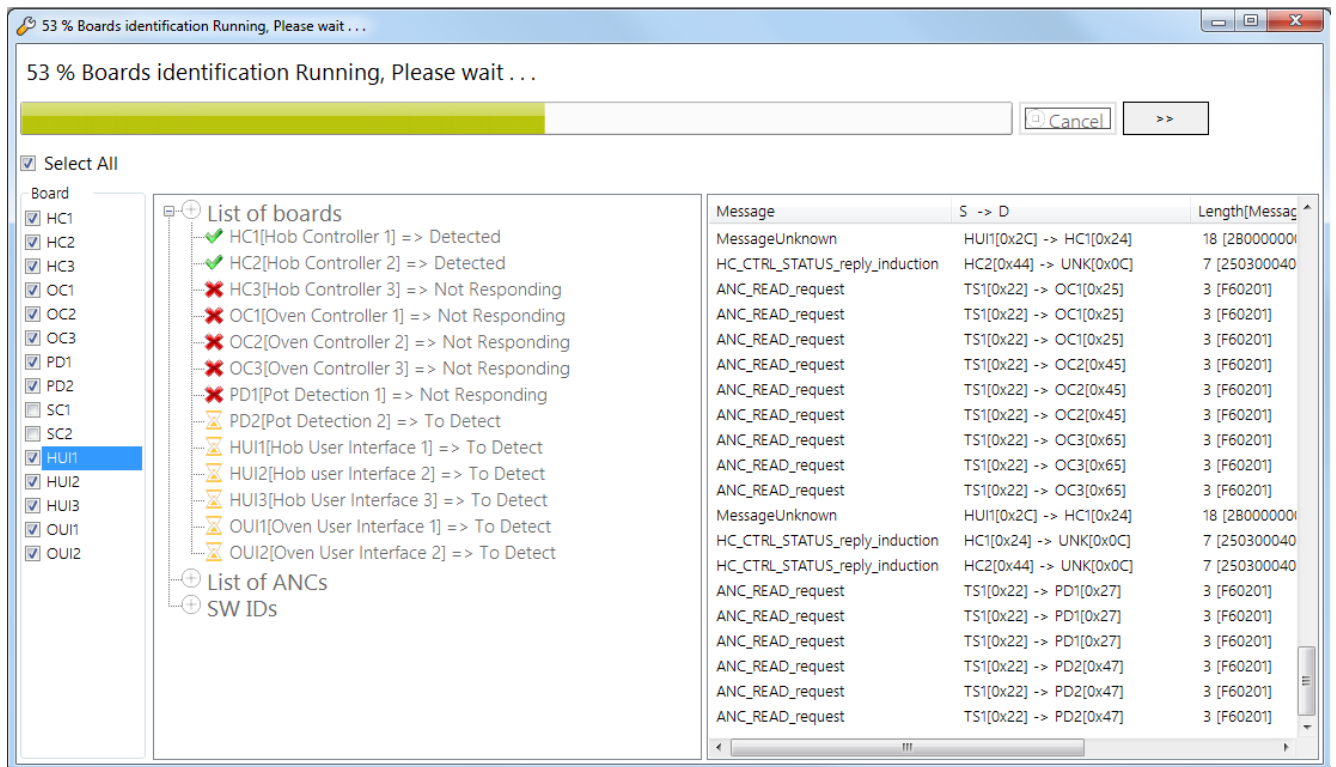 53 % Boards identification Running, Please wait . . .
53 % Boards identification Running, Please wait . . .
Cancel
>>
Select All
Board
HC1
HC2
HC3
OC1
OC2
OC3
PD1
PD2
SC1
SC2
HUI1
HUI2
HUI3
OUI1
OUI2
List of boards
HC1[Hob Controller 1] => Detected
HC2[Hob Controller 2] => Detected
HC3[Hob Controller 3] => Not Responding
OC1[Oven Controller 1] => Not Responding
OC2[Oven Controller 2] => Not Responding
OC3[Oven Controller 3] => Not Responding
PD1[Pot Detection 1] => Not Responding
PD2[Pot Detection 2] => To Detect
HUI1[Hob User Interface 1] => To Detect
HUI2[Hob user Interface 2] => To Detect
HUI3[Hob User Interface 3] => To Detect
OUI1[Oven User Interface 1] => To Detect
OUI2[Oven User Interface 2] => To Detect
List of ANCs
SW IDs
Message S -> D Length[Messag
MessageUnknown HUI1[0x2C] -> HC1[0x24] 18 [2B000000
HC_CTRL_STATUS_reply_induction HC2[0x44] -> UNK[0x0C] 7 [250300040
ANC_READ_request TS1[0x22] -> OC1[0x25] 3 [F60201]
ANC_READ_request TS1[0x22] -> OC1[0x25] 3 [F60201]
ANC_READ_request TS1[0x22] -> OC1[0x25] 3 [F60201]
ANC_READ_request TS1[0x22] -> OC2[0x45] 3 [F60201]
ANC_READ_request TS1[0x22] -> OC2[0x45] 3 [F60201]
ANC_READ_request TS1[0x22] -> OC2[0x45] 3 [F60201]
ANC_READ_request TS1[0x22] -> OC3[0x65] 3 [F60201]
ANC_READ_request TS1[0x22] -> OC3[0x65] 3 [F60201]
ANC_READ_request TS1[0x22] -> OC3[0x65] 3 [F60201]
MessageUnknown HUI1[0x2C] -> HC1[0x24] 18 [2B000000
HC_CTRL_STATUS_reply_induction HC1[0x24] -> UNK[0x0C] 7 [250300040
HC_CTRL_STATUS_reply_induction HC2[0x44] -> UNK[0x0C] 7 [250300040
ANC_READ_request TS1[0x22] -> PD1[0x27] 3 [F60201]
ANC_READ_request TS1[0x22] -> PD1[0x27] 3 [F60201]
ANC_READ_request TS1[0x22] -> PD1[0x27] 3 [F60201]
ANC_READ_request TS1[0x22] -> PD2[0x47] 3 [F60201]
ANC_READ_request TS1[0x22] -> PD2[0x47] 3 [F60201]
ANC_READ_request TS1[0x22] -> PD2[0x47] 3 [F60201]